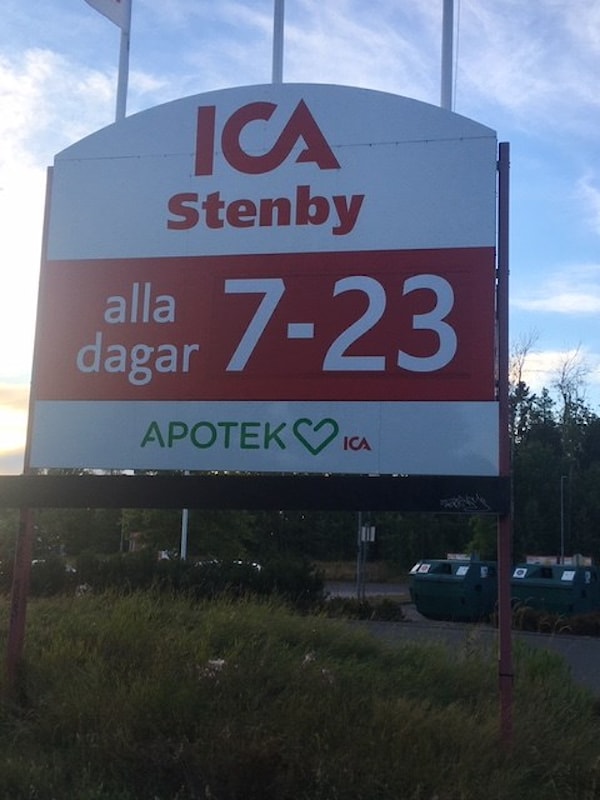 ICA
Stenby
alla
dagar 7-23
APOTEK ICA